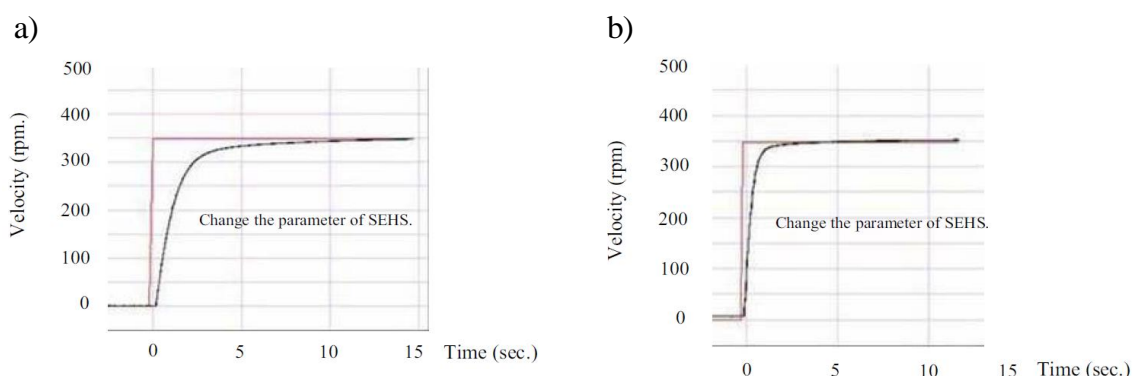 a)
500
400
300
200
100
0
Velocity (rpm.)
Change the parameter of SEHS.
0 5 10 15 Time (sec.)
b)
500
400
300
200
100
0
Velocity (rpm)
Change the parameter of SEHS.
0 5 10 15 Time (sec.)